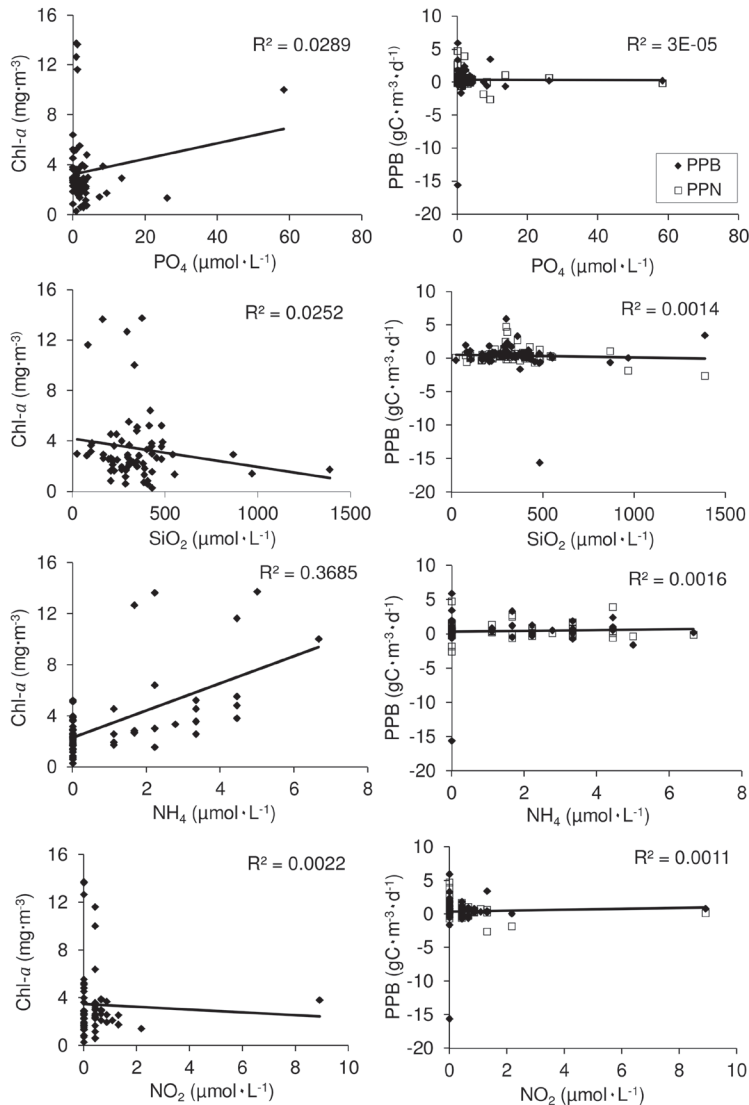 R² = 0.0289
Chl-a (mg·m-³)
16
12
8
4
0
0 20 40 60 80
PO₄ (µmol·L⁻¹)
R² = 3E-05
PPB (gC·m⁻³·d⁻¹)
10
5
0
-5
-10
-15
-20
PPB
PPN
0 20 40 60 80
PO₄ (µmol·L⁻¹)
R² = 0.0252
Chl-a (mg·m⁻³)
16
12
8
4
0
0 500 1000 1500
SiO₂ (µmol·L⁻¹)
R² = 0.0014
PPB (gC·m⁻³·d⁻¹)
10
5
0
-5
-10
-15
-20
0 500 1000 1500
SiO₂ (µmol·L⁻¹)
R² = 0.3685
Chl-a (mg·m⁻³)
16
12
8
4
0
0 2 4 6 8
NH₄ (µmol·L⁻¹)
R² = 0.0016
PPB (gC·m⁻³·d⁻¹)
10
5
0
-5
-10
-15
-20
0 2 4 6 8
NH₄ (µmol·L⁻¹)
R² = 0.0022
Chl-a (mg·m⁻³)
16
12
8
4
0
0 2 4 6 8 10
NO₂ (µmol·L⁻¹)
R² = 0.0011
PPB (gC·m⁻³·d⁻¹)
10
5
0
-5
-10
-15
-20
0 2 4 6 8 10
NO₂ (µmol·L⁻¹)